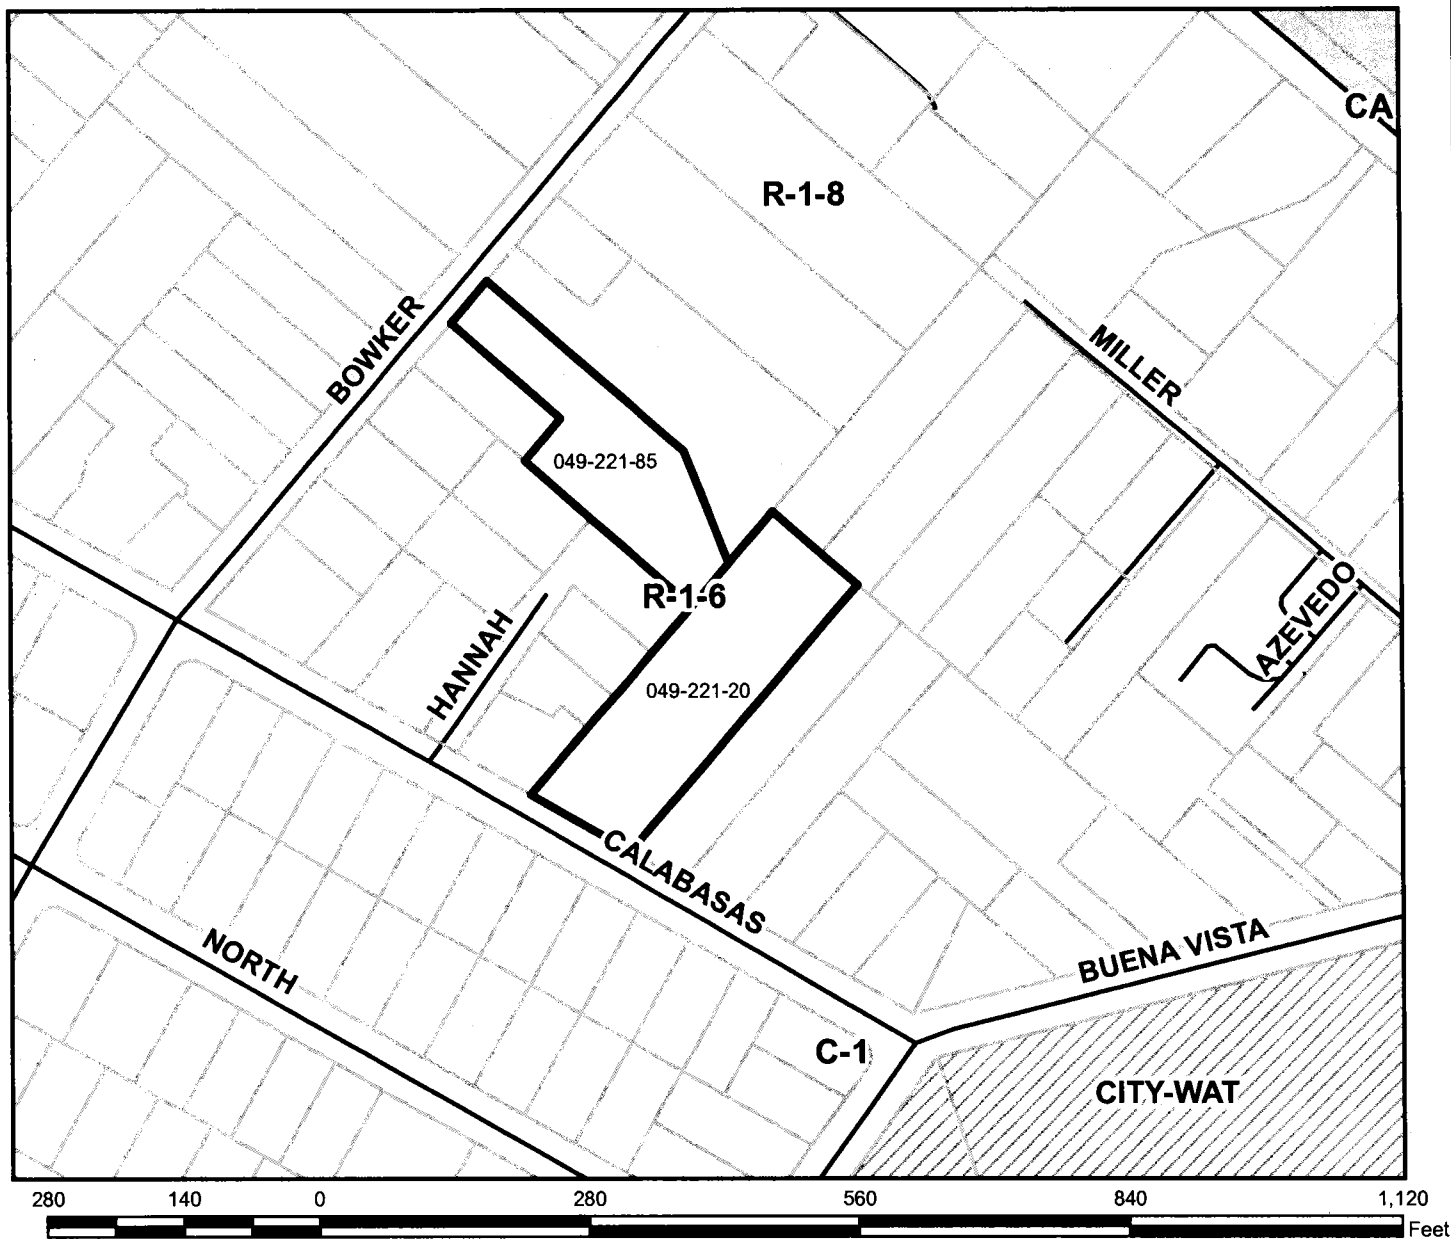 CA
R-1-8
BOWKER
MILLER
049-221-85
AZEVEDO
R-1-6
HANNAH
049-221-20
CALABASAS
NORTH
BUENA VISTA
C-1
CITY-WAT
280 140 0 280 560 840 1,120
Feet